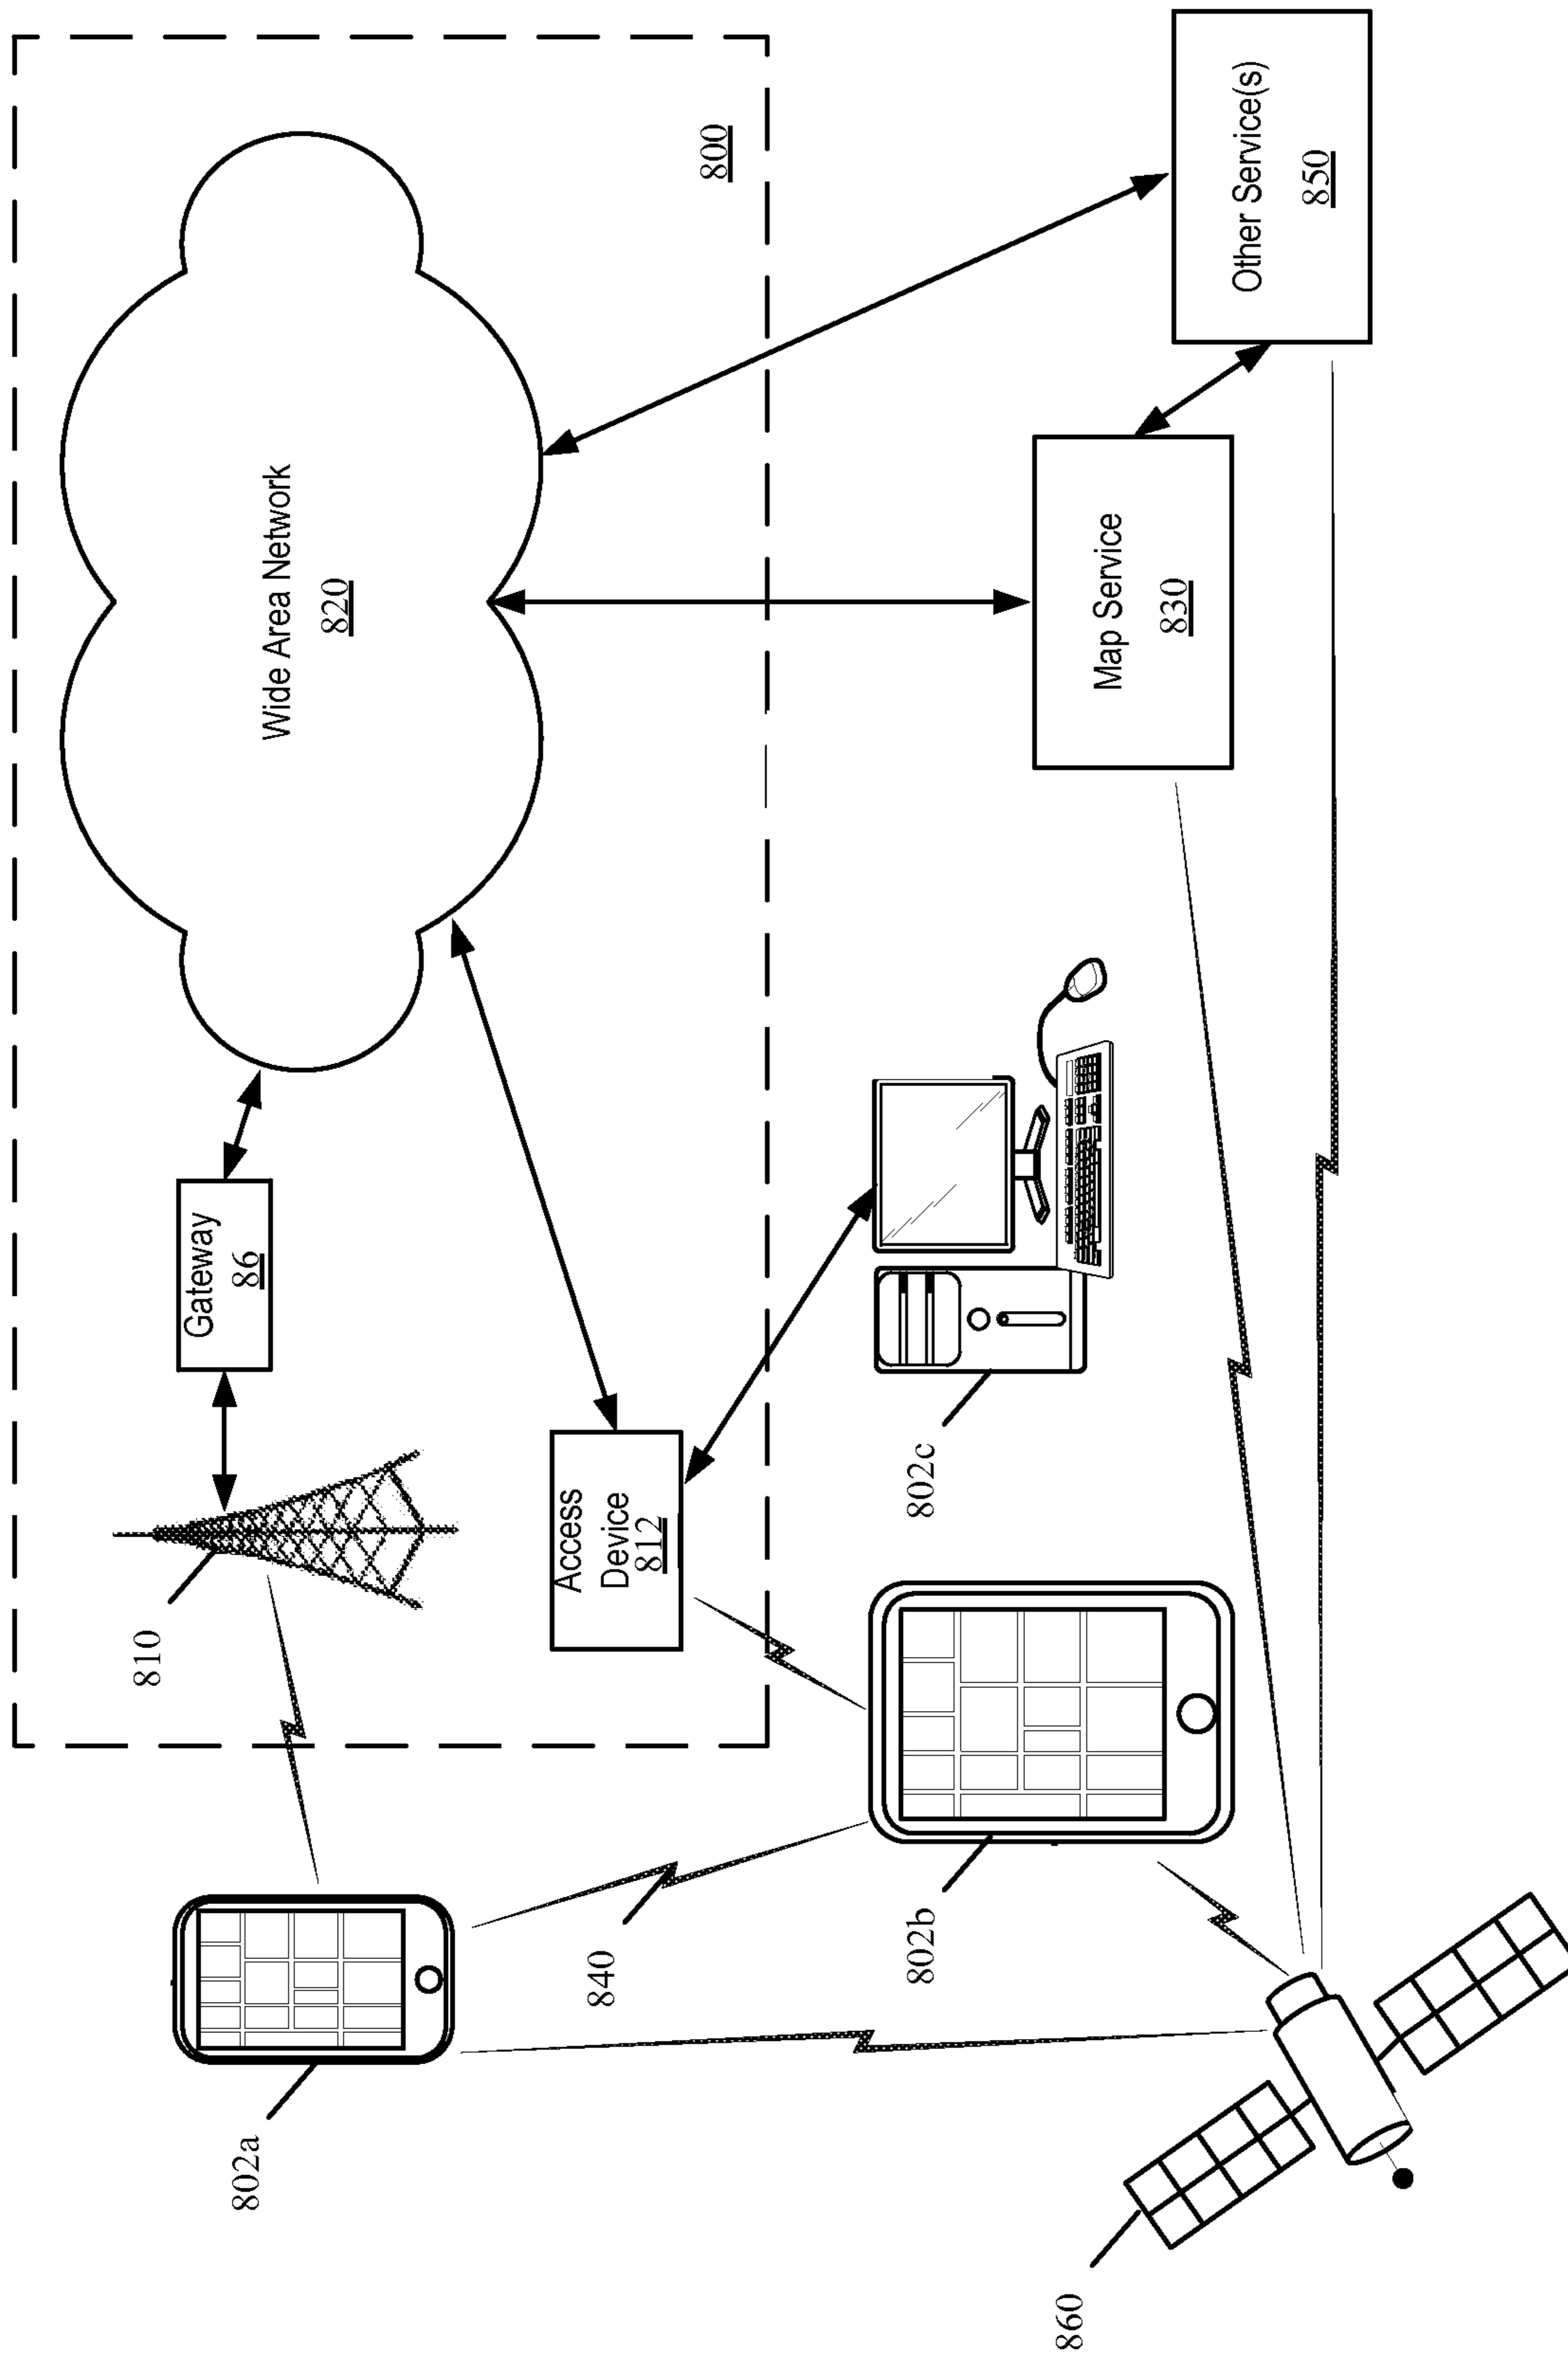 802a
810
Gateway
86
Wide Area Network
820
840
Access
Device
812
800
802b
802c
860
Map Service
830
Other Service(s)
850